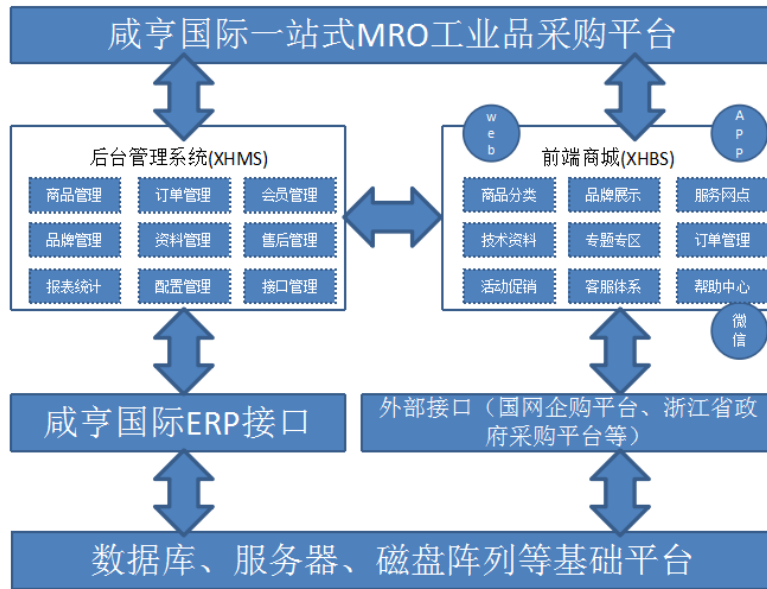 咸亨国际一站式MRO工业品采购平台
后台管理系统(XHMS)
商品管理
订单管理
会员管理
品牌管理
资料管理
售后管理
报表统计
配置管理
接口管理
web
APP
前端商城(XHBS)
商品分类
品牌展示
服务网点
技术资料
专题专区
订单管理
活动促销
客服体系
帮助中心
微信
咸亨国际ERP接口
外部接口（国网企购平台、浙江省政
府采购平台等）
数据库、服务器、磁盘阵列等基础平台